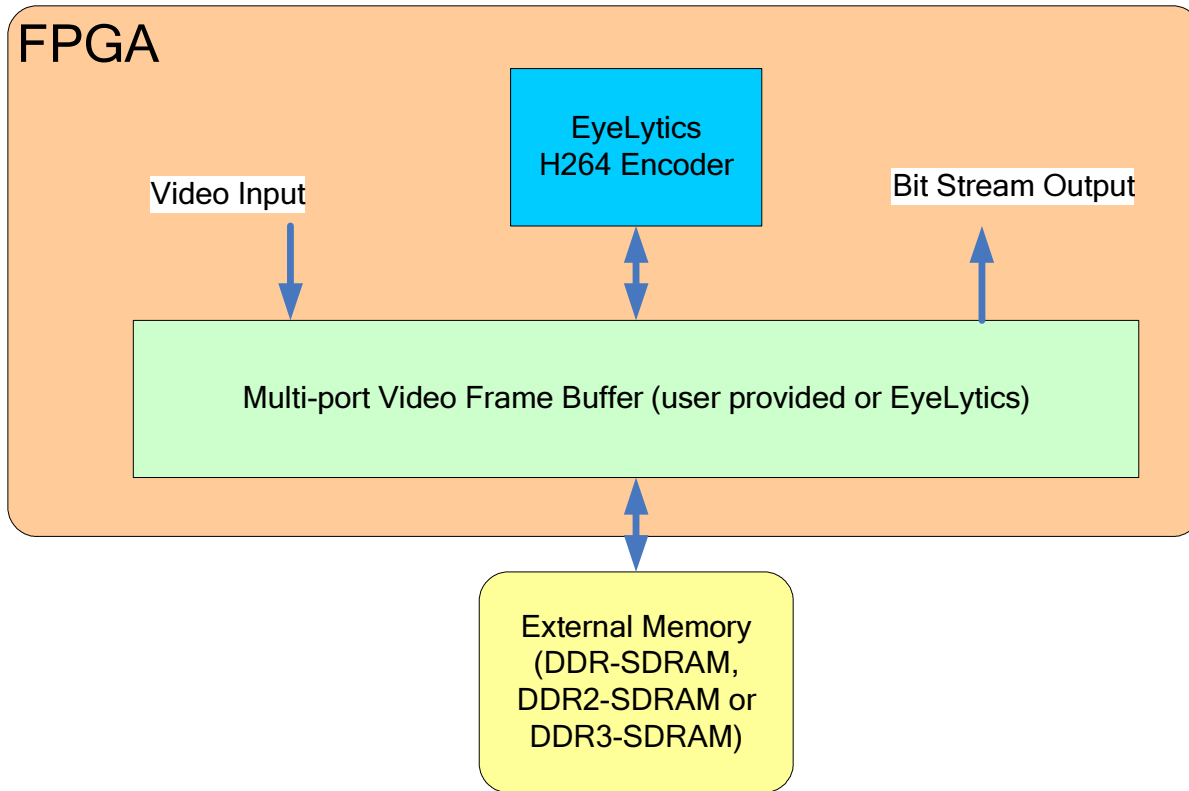 FPGA
EyeLytics
H264 Encoder
Video Input
Bit Stream Output
Multi-port Video Frame Buffer (user provided or EyeLytics)
External Memory
(DDR-SDRAM,
DDR2-SDRAM or
DDR3-SDRAM)